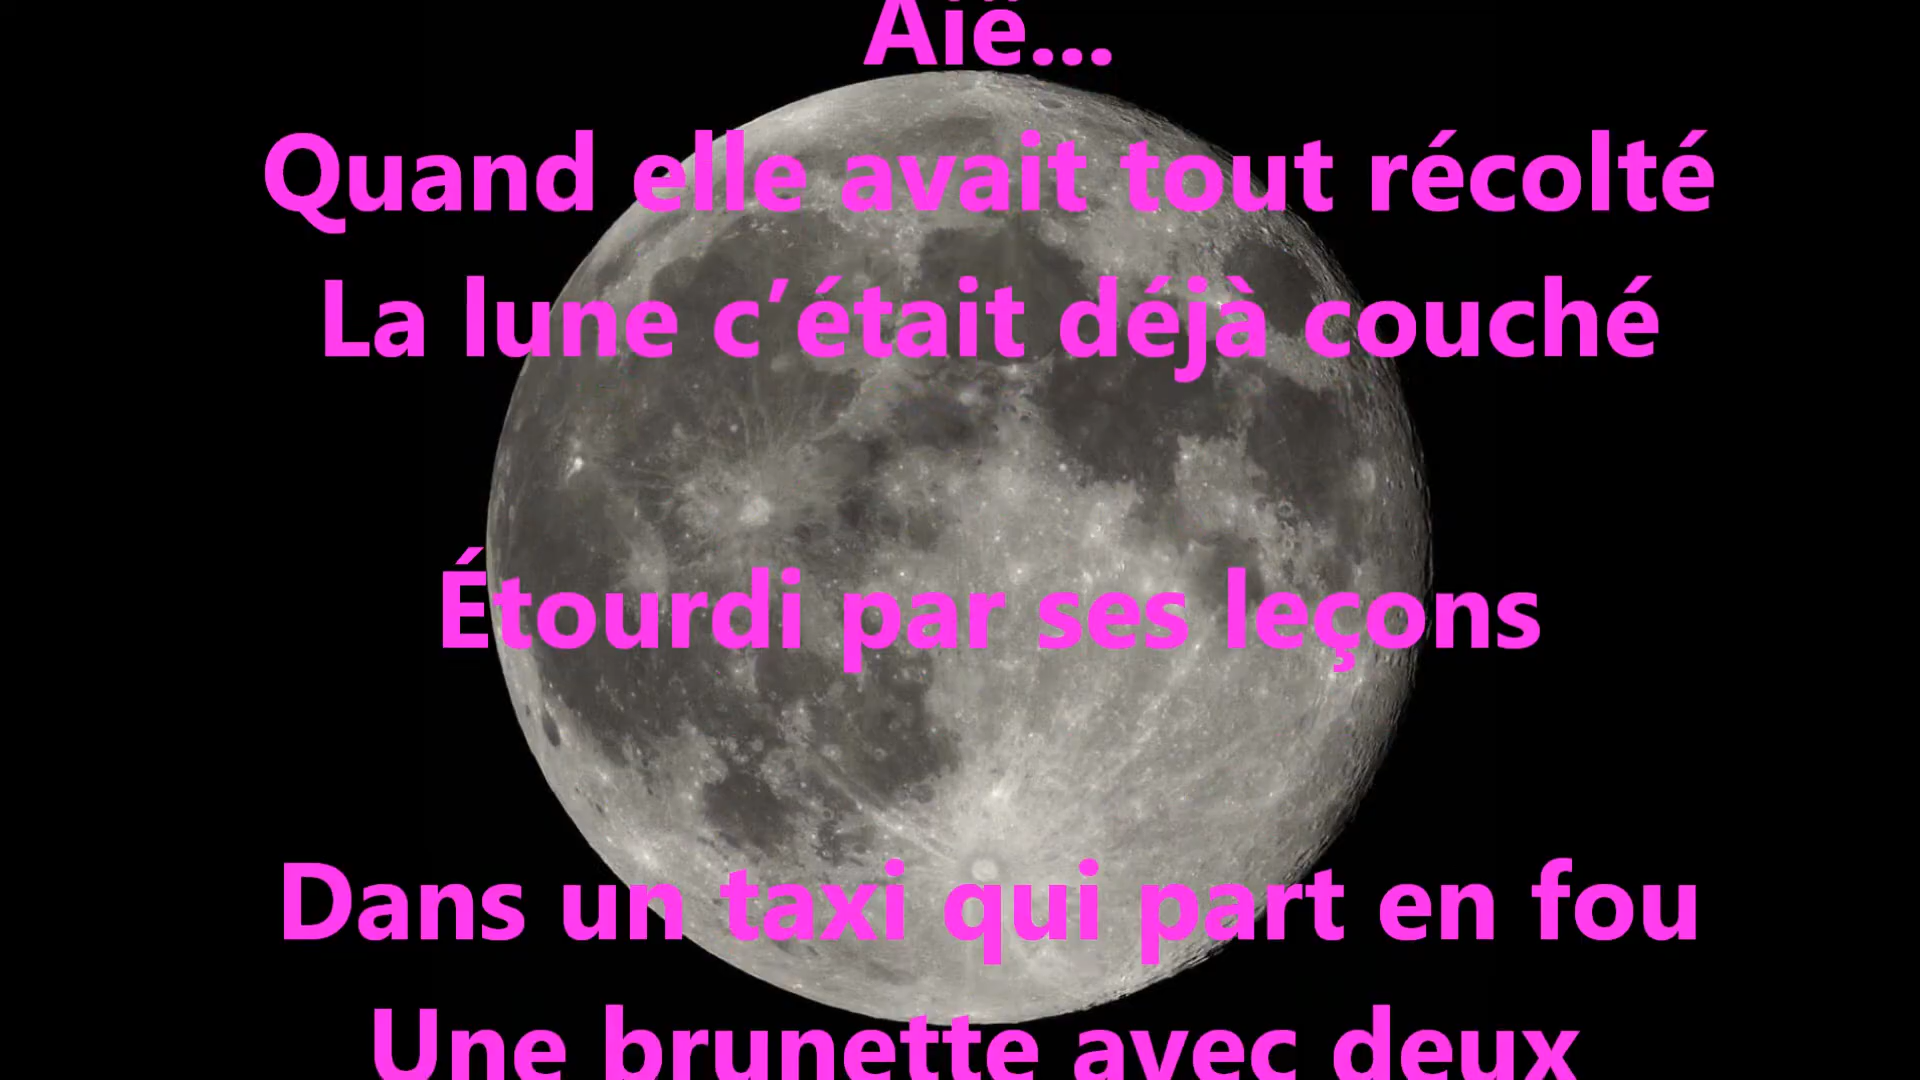 Aïë...
Quand elle avait tout récolté
La lune c’était déjà couché
Étourdi par ses leçons
Dans un taxi qui part en fou
Une brunette avec deux